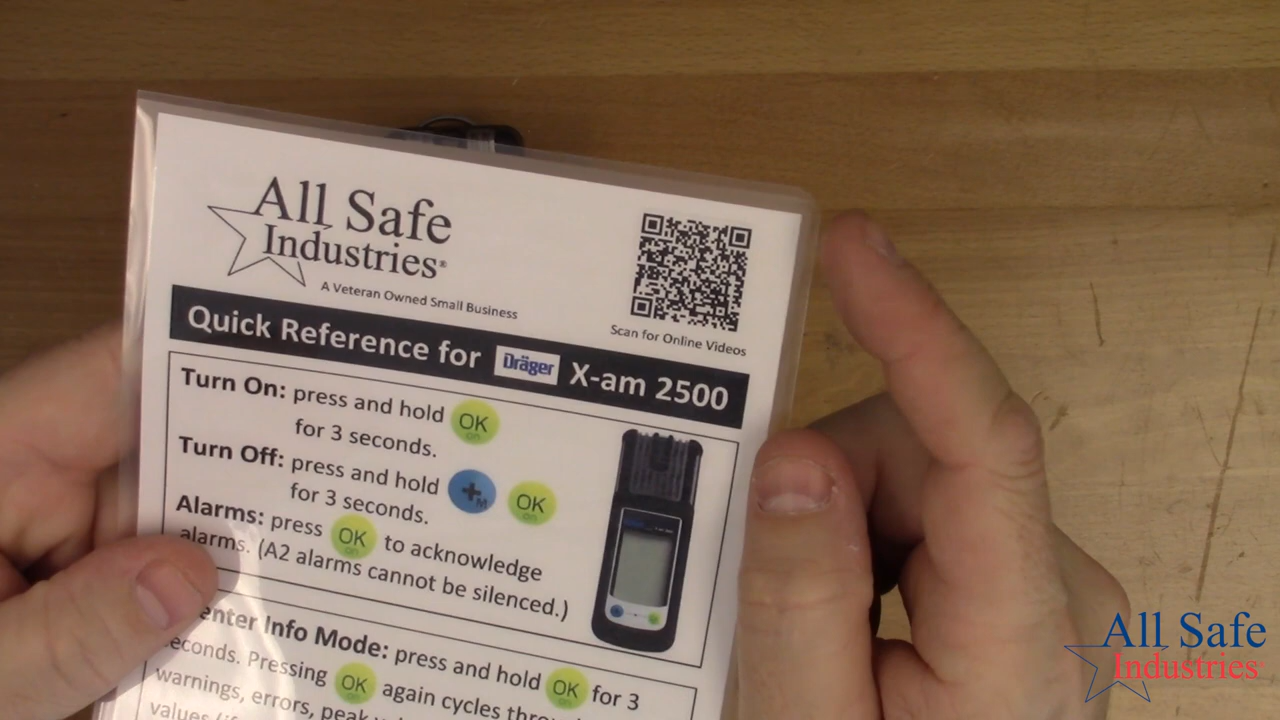 All Safe
Industries®
A Veteran Owned Small Business
Scan for Online Videos
Quick Reference for Dräger X-am 2500
Turn On: press and hold OK on
for 3 seconds.
Turn Off: press and hold +M OK on
for 3 seconds.
Alarms: press OK on to acknowledge
alarms. (A2 alarms cannot be silenced.)
enter Info Mode: press and hold OK on for 3
seconds. Pressing OK on again cycles
warnings, errors, peak
values
All Safe
Industries